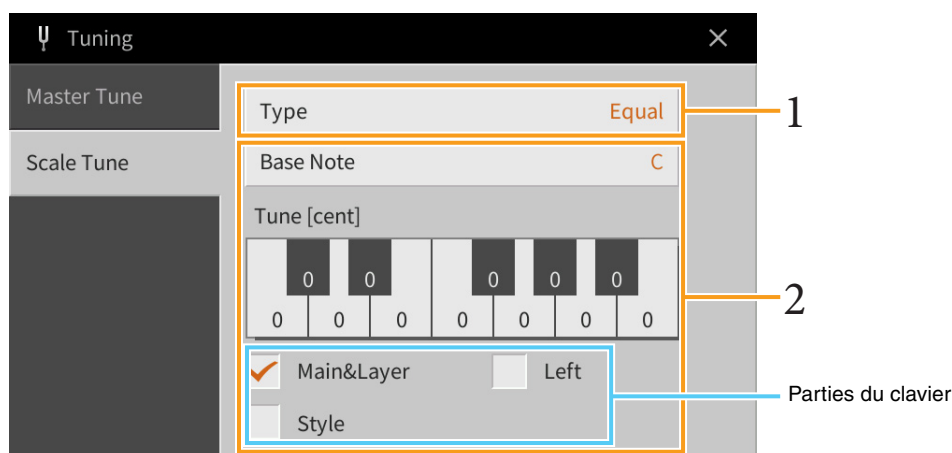 Tuning
Master Tune
Scale Tune
Type Equal
1
Base Note C
Tune [cent]
0 0 0 0 0
0 0 0 0 0 0 0
2
Main&Layer Left
Style
Parties du clavier